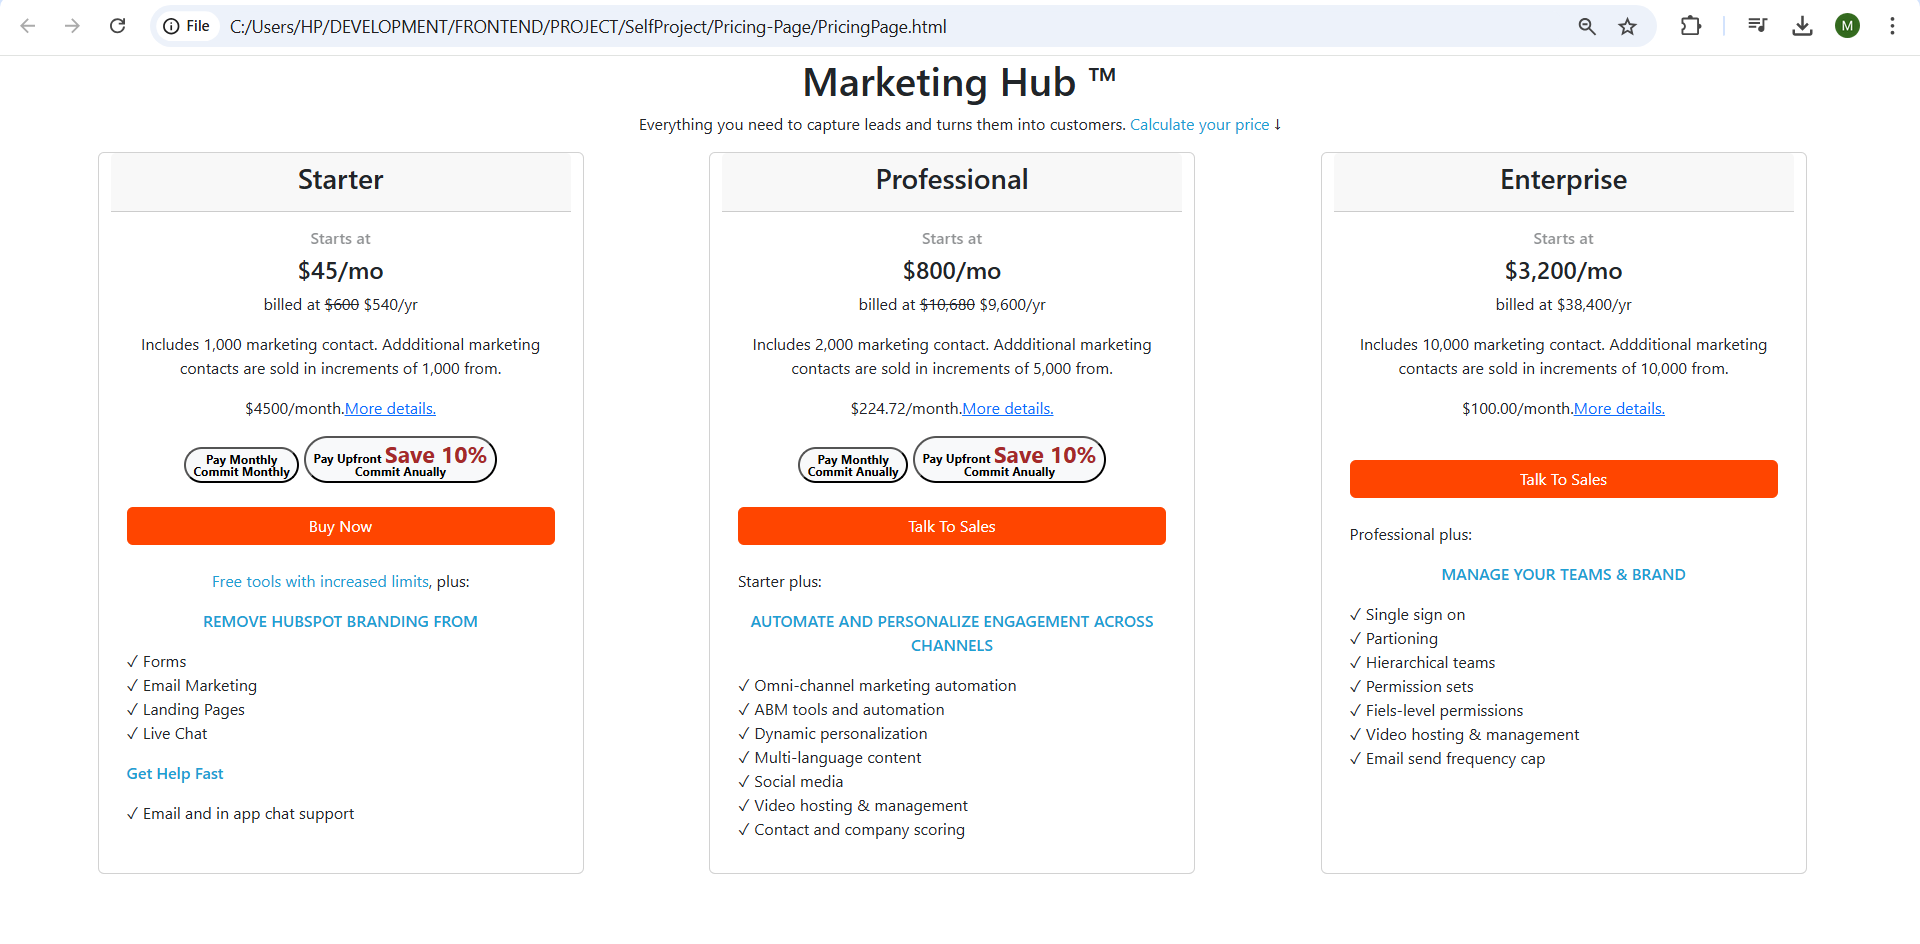 File C:/Users/HP/DEVELOPMENT/FRONTEND/PROJECT/SelfProject/Pricing-Page/PricingPage.html
M
Marketing Hub ™
Everything you need to capture leads and turns them into customers. Calculate your price ↓
Starter
Starts at
$45/mo
billed at $600 $540/yr
Includes 1,000 marketing contact. Addditional marketing
contacts are sold in increments of 1,000 from.
$4500/month.More details.
Pay Monthly
Commit Monthly
Pay Upfront Save 10%
Commit Anually
Buy Now
Free tools with increased limits, plus:
REMOVE HUBSPOT BRANDING FROM
✓ Forms
✓ Email Marketing
✓ Landing Pages
✓ Live Chat
Get Help Fast
✓ Email and in app chat support
Professional
Starts at
$800/mo
billed at $10,680 $9,600/yr
Includes 2,000 marketing contact. Addditional marketing
contacts are sold in increments of 5,000 from.
$224.72/month.More details.
Pay Monthly
Commit Anually
Pay Upfront Save 10%
Commit Anually
Talk To Sales
Starter plus:
AUTOMATE AND PERSONALIZE ENGAGEMENT ACROSS
CHANNELS
✓ Omni-channel marketing automation
✓ ABM tools and automation
✓ Dynamic personalization
✓ Multi-language content
✓ Social media
✓ Video hosting & management
✓ Contact and company scoring
Enterprise
Starts at
$3,200/mo
billed at $38,400/yr
Includes 10,000 marketing contact. Addditional marketing
contacts are sold in increments of 10,000 from.
$100.00/month.More details.
Talk To Sales
Professional plus:
MANAGE YOUR TEAMS & BRAND
✓ Single sign on
✓ Partioning
✓ Hierarchical teams
✓ Permission sets
✓ Fiels-level permissions
✓ Video hosting & management
✓ Email send frequency cap